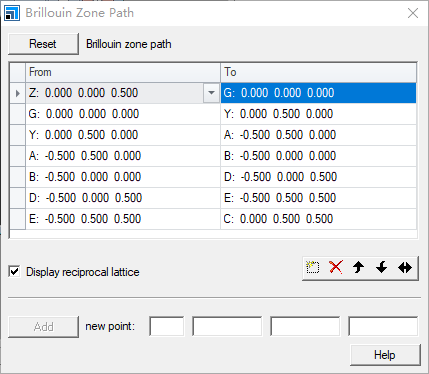 Brillouin Zone Path
Reset Brillouin zone path
From To
Z: 0.000 0.000 0.500 G: 0.000 0.000 0.000
G: 0.000 0.000 0.000 Y: 0.000 0.500 0.000
Y: 0.000 0.500 0.000 A: -0.500 0.500 0.000
A: -0.500 0.500 0.000 B: -0.500 0.000 0.000
B: -0.500 0.000 0.000 D: -0.500 0.000 0.500
D: -0.500 0.000 0.500 E: -0.500 0.500 0.500
E: -0.500 0.500 0.500 C: 0.000 0.500 0.500
Display reciprocal lattice
Add new point:
Help